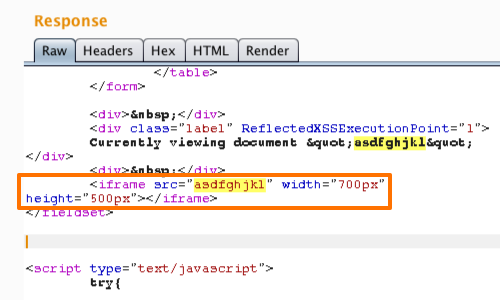 Response
Raw Headers Hex HTML Render
</table>
</form>
<div>&nbsp;</div>
<div class="label" ReflectedXSSExecutionPoint="1">
Currently viewing document &quot;asdfghjkl&quot;
</div>
<div>&nbsp;</div>
<iframe src="asdfghjkl" width="700px"
height="500px"></iframe>
</fieldset>
<script type="text/javascript">
try{